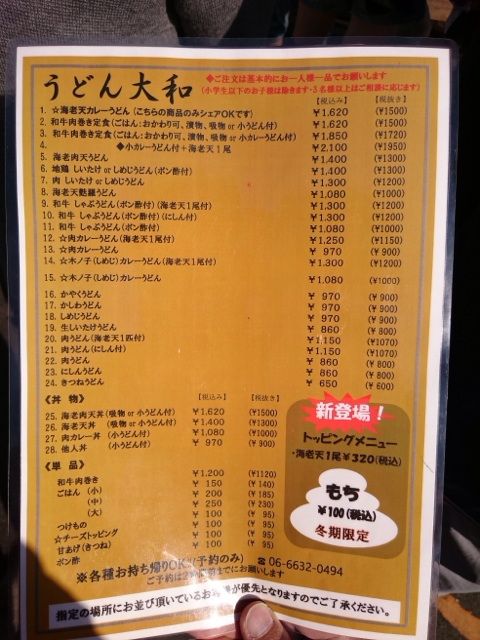 うどん大和
◆ご注文は基本的にお一人様一品でお願いします
(小学生以下のお子様は除きます・3名様以上はご相談に応じます)
【税込み】 【税抜き】
1. ☆海老天カレーうどん(こちらの商品のみシェアOKです) ￥1,620 (¥1500)
2. 和牛肉巻き定食(ごはん:おかわり可、漬物、吸物 or 小うどん付) ￥1,620 (¥1500)
3. 和牛肉巻き定食(ごはん:おかわり可、漬物、吸物 or 小うどん付) ￥1,850 (¥1720)
4. ◆小カレーうどん付+海老天1尾 ￥2,100 (¥1950)
5. 海老肉天うどん ￥1,400 (¥1300)
6. 地鶏 しいたけ or しめじうどん(ポン酢付) ￥1,400 (¥1300)
7. 肉 しいたけ or しめじうどん ￥1,300 (¥1200)
8. 海老天麩羅うどん ￥1,080 (¥1000)
9. 和牛 しゃぶうどん(ポン酢付)(海老天1尾付) ￥1,300 (¥1200)
10. 和牛 しゃぶうどん(ポン酢付)(にしん付) ￥1,300 (¥1200)
11. 和牛 しゃぶうどん(ポン酢付) ￥1,080 (¥1000)
12. ☆肉カレーうどん(海老天1尾付) ￥1,250 (¥1150)
13. ☆肉カレーうどん ￥ 970 (¥ 900)
14. ☆木ノ子(しめじ)カレーうどん(海老天1尾付) ￥1,300 (¥1200)
15. ☆木ノ子(しめじ)カレーうどん ￥1,080 (¥1000)
16. かやくうどん ￥ 970 (¥ 900)
17. かしわうどん ￥ 970 (¥ 900)
18. しめじうどん ￥ 970 (¥ 900)
19. 生しいたけうどん ￥ 860 (¥ 800)
20. 肉うどん(海老天1匹付) ￥1,150 (¥1070)
21. 肉うどん(にしん付) ￥1,150 (¥1070)
22. 肉うどん ￥ 860 (¥ 800)
23. にしんうどん ￥ 860 (¥ 800)
24. きつねうどん ￥ 650 (¥ 600)
《丼 物》 【税込み】 【税抜き】
25. 海老肉天丼(吸物 or 小うどん付) ￥1,620 (¥1500)
26. 海老天丼 (吸物 or 小うどん付) ￥1,400 (¥1300)
27. 肉カレー丼 (小うどん付) ￥1,080 (¥1000)
28. 他人丼 (小うどん付) ￥ 970 (¥ 900)
《単 品》
和牛肉巻き ￥1,200 (¥1120)
ごはん (小) ￥ 150 (¥ 140)
(中) ￥ 200 (¥ 185)
(大) ￥ 250 (¥ 230)
つけもの ￥ 100 (¥ 95)
☆チーズトッピング ￥ 100 (¥ 95)
甘あげ(きつね) ￥ 100 (¥ 95)
ポン酢 ￥ 100 (¥ 95)
新登場!
トッピングメニュー
・海老天1尾¥320(税込)
もち
¥100(税込)
冬期限定
※各種お持ち帰りOK!(予約のみ) ☎06-6632-0494
ご予約は2時間前までにお願いします
指定の場所にお並び頂いているお客様が優先となりますのでご了承ください。